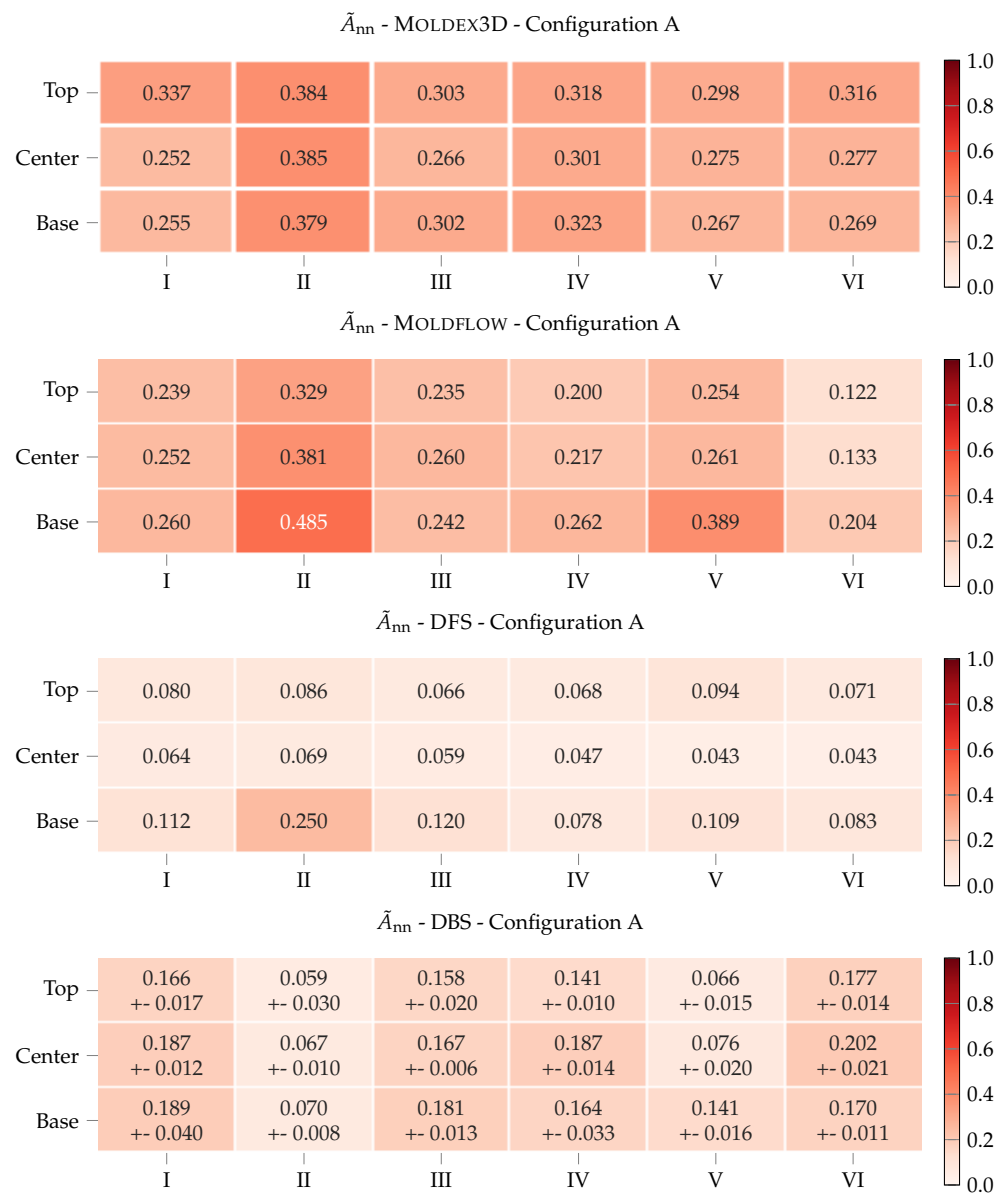 Ã_nn - MOLDEX3D - Configuration A
1.0
Top 0.337 0.384 0.303 0.318 0.298 0.316
0.8
0.6
Center 0.252 0.385 0.266 0.301 0.275 0.277
0.4
Base 0.255 0.379 0.302 0.323 0.267 0.269
0.2
0.0
I II III IV V VI
Ã_nn - MOLDFLOW - Configuration A
1.0
Top 0.239 0.329 0.235 0.200 0.254 0.122
0.8
0.6
Center 0.252 0.381 0.260 0.217 0.261 0.133
0.4
Base 0.260 0.485 0.242 0.262 0.389 0.204
0.2
0.0
I II III IV V VI
Ã_nn - DFS - Configuration A
1.0
Top 0.080 0.086 0.066 0.068 0.094 0.071
0.8
0.6
Center 0.064 0.069 0.059 0.047 0.043 0.043
0.4
Base 0.112 0.250 0.120 0.078 0.109 0.083
0.2
0.0
I II III IV V VI
Ã_nn - DBS - Configuration A
1.0
0.166 0.059 0.158 0.141 0.066 0.177
Top
+- 0.017 +- 0.030 +- 0.020 +- 0.010 +- 0.015 +- 0.014
0.8
0.6
0.187 0.067 0.167 0.187 0.076 0.202
Center
+- 0.012 +- 0.010 +- 0.006 +- 0.014 +- 0.020 +- 0.021
0.4
0.189 0.070 0.181 0.164 0.141 0.170
Base
+- 0.040 +- 0.008 +- 0.013 +- 0.033 +- 0.016 +- 0.011
0.2
0.0
I II III IV V VI